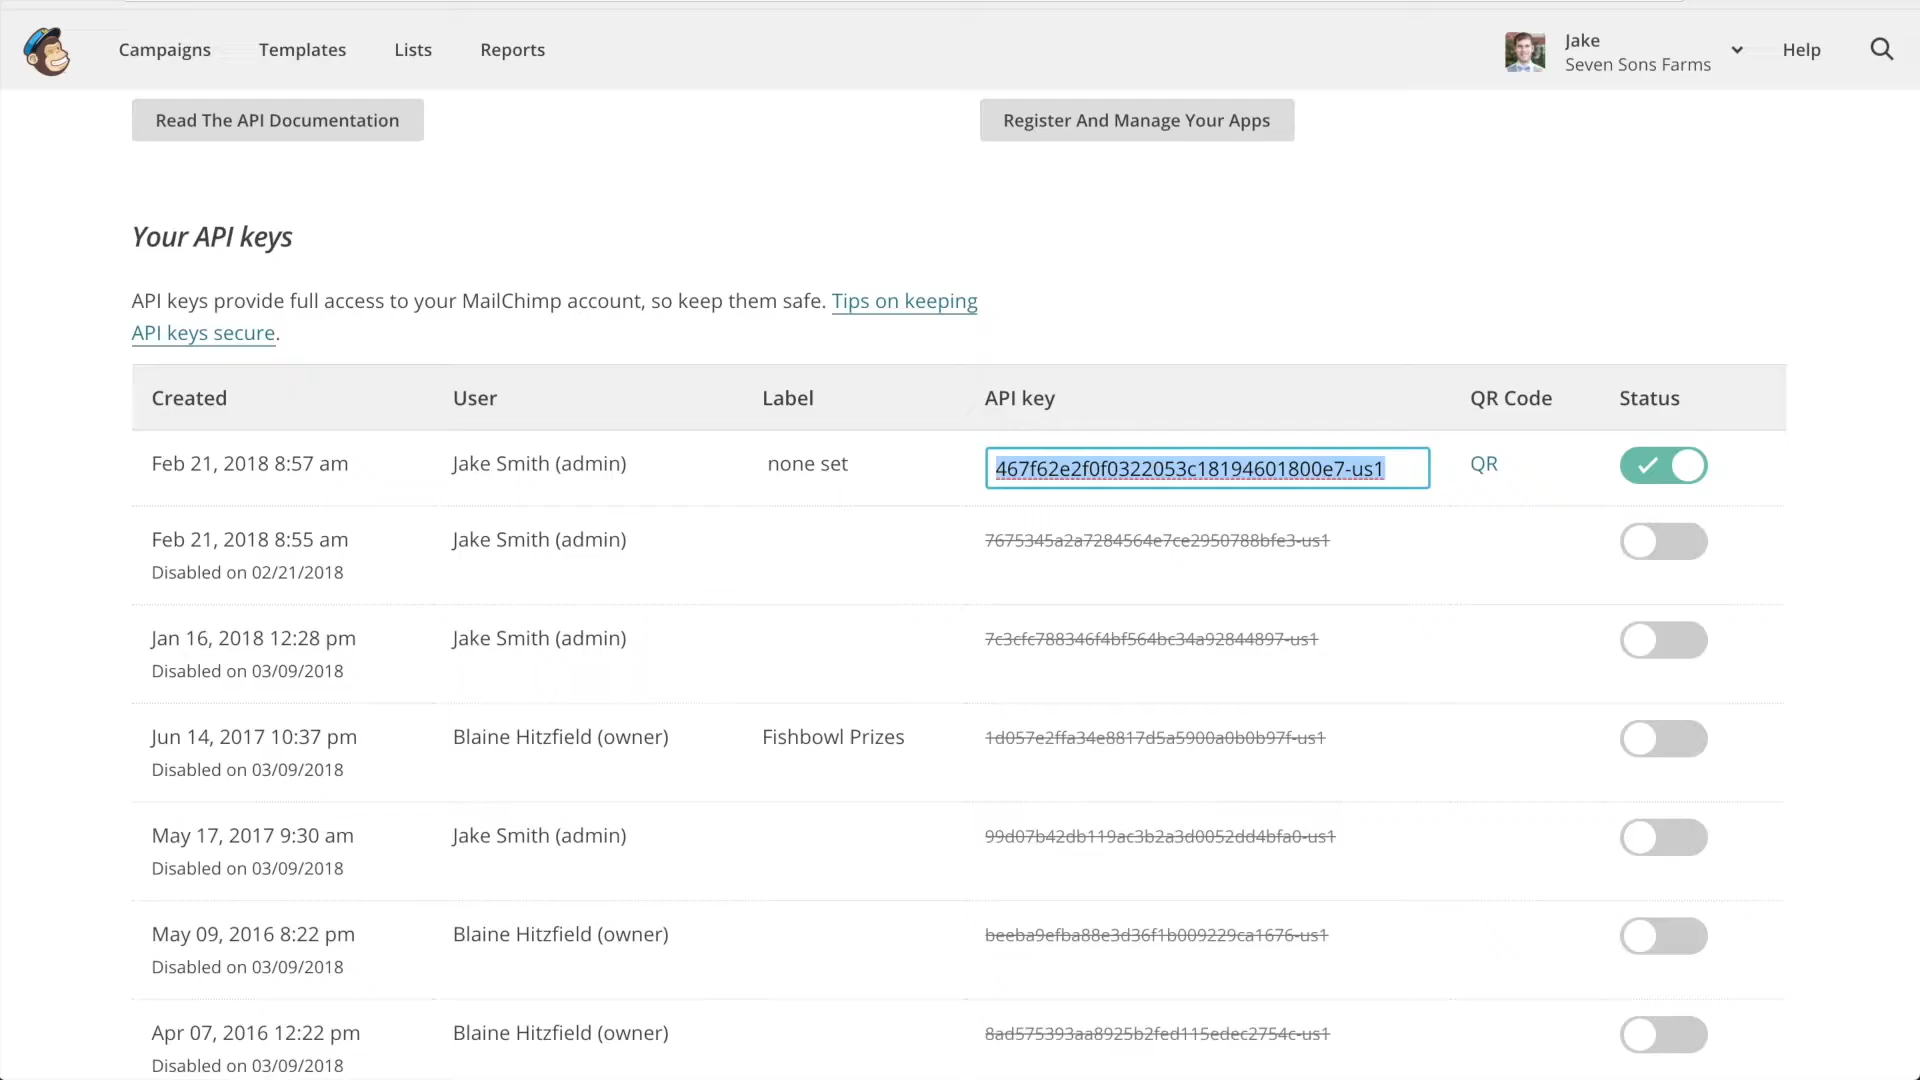 Campaigns Templates Lists Reports Jake Help
Seven Sons Farms
Read The API Documentation Register And Manage Your Apps
Your API keys
API keys provide full access to your MailChimp account, so keep them safe. Tips on keeping
API keys secure.
Created User Label API key QR Code Status
Feb 21, 2018 8:57 am Jake Smith (admin) none set 467f62e2f0f0322053c18194601800e7-us1 QR
Feb 21, 2018 8:55 am Jake Smith (admin) 7675345a2a7284564e7ce2950788bfe3-us1
Disabled on 02/21/2018
Jan 16, 2018 12:28 pm Jake Smith (admin) 7c3cfc788346f4bf564bc34a92844897-us1
Disabled on 03/09/2018
Jun 14, 2017 10:37 pm Blaine Hitzfield (owner) Fishbowl Prizes 1d057e2ffa34e8817d5a5900a0b0b97f-us1
Disabled on 03/09/2018
May 17, 2017 9:30 am Jake Smith (admin) 99d07b42db119ac3b2a3d0052dd4bfa0-us1
Disabled on 03/09/2018
May 09, 2016 8:22 pm Blaine Hitzfield (owner) beeba9efba88e3d36f1b009229ca1676-us1
Disabled on 03/09/2018
Apr 07, 2016 12:22 pm Blaine Hitzfield (owner) 8ad575393aa8925b2fed115edec2754c-us1
Disabled on 03/09/2018